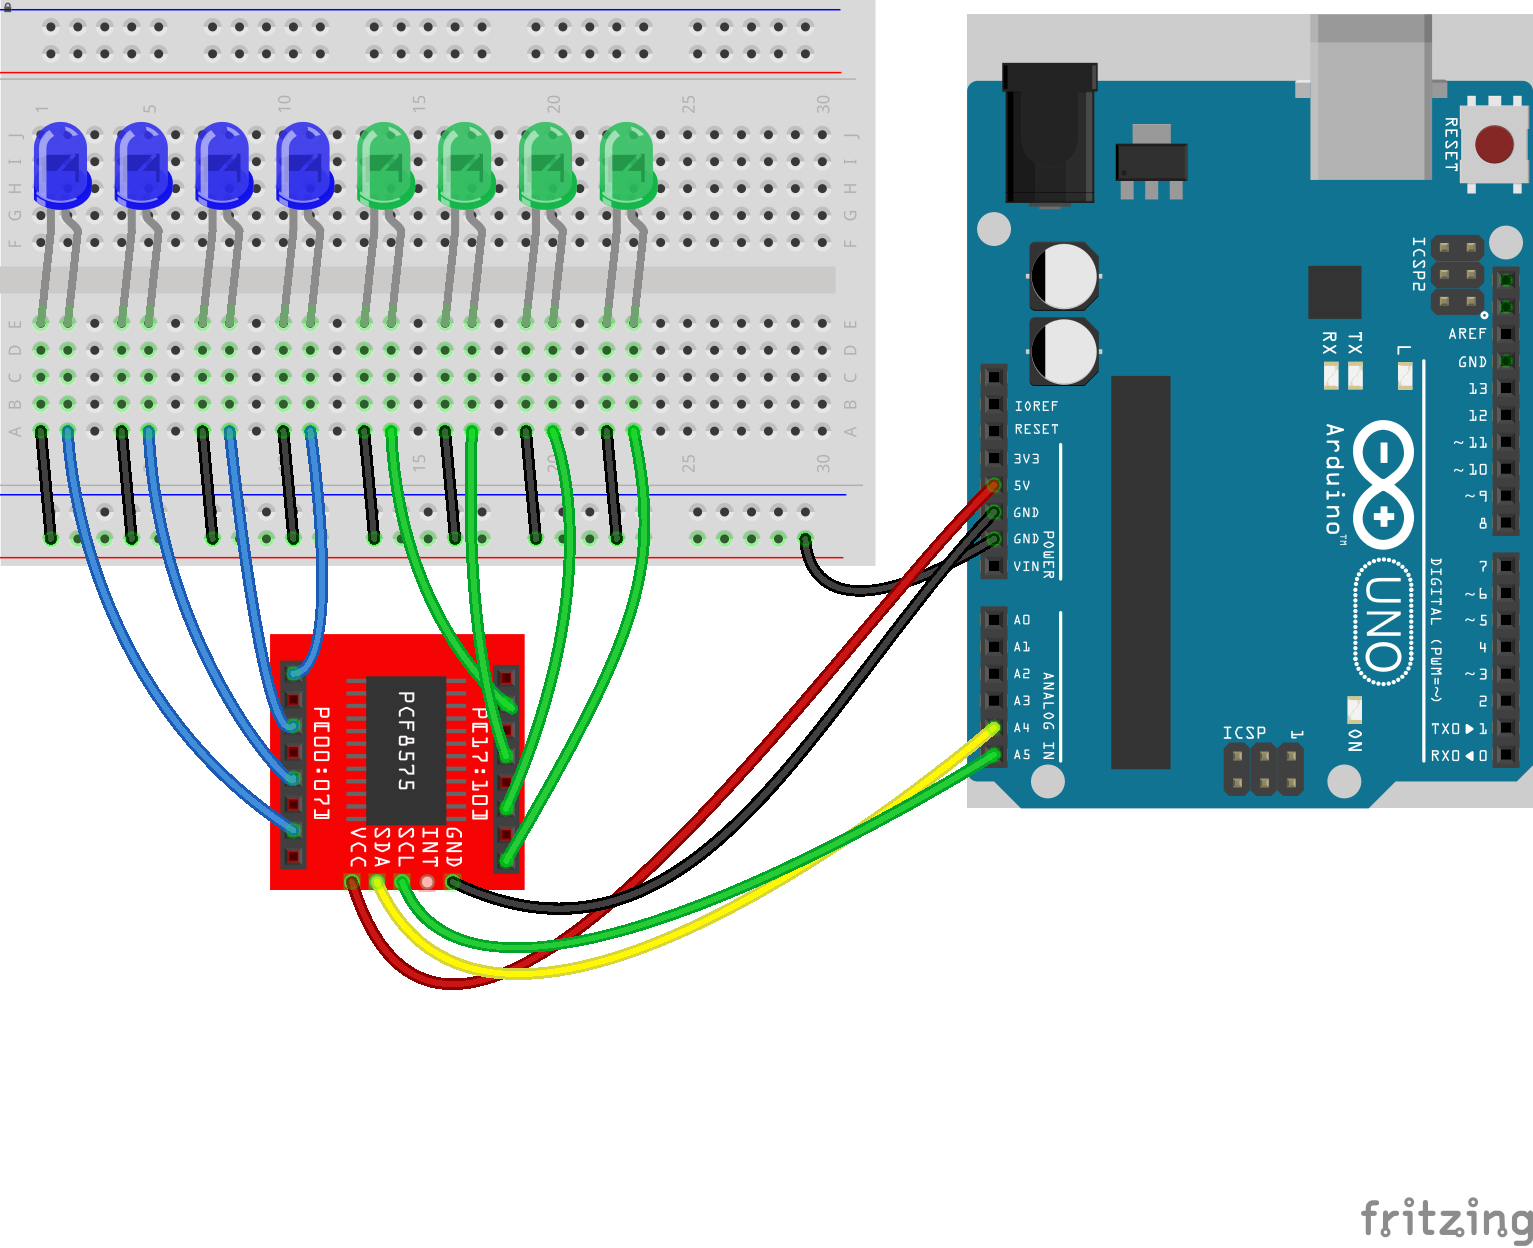 1
5
10
15
20
25
30
J
J
I
I
H
H
G
G
F
F
E
E
D
D
C
C
B
B
A
A
15
20
25
30
PCF8575
P[00:07]
P[17:10]
VCC
SDA
SCL
INT
GND
RESET
ICSP2
AREF
GND
13
12
~11
~10
~9
8
7
~6
~5
4
~3
2
TX0▶1
RX0◀0
RX
TX
L
IOREF
RESET
3V3
5V
GND
GND
VIN
POWER
A0
A1
A2
A3
A4
A5
ANALOG IN
Arduino™
UNO
DIGITAL (PWM=~)
ICSP
1
ON
fritzing